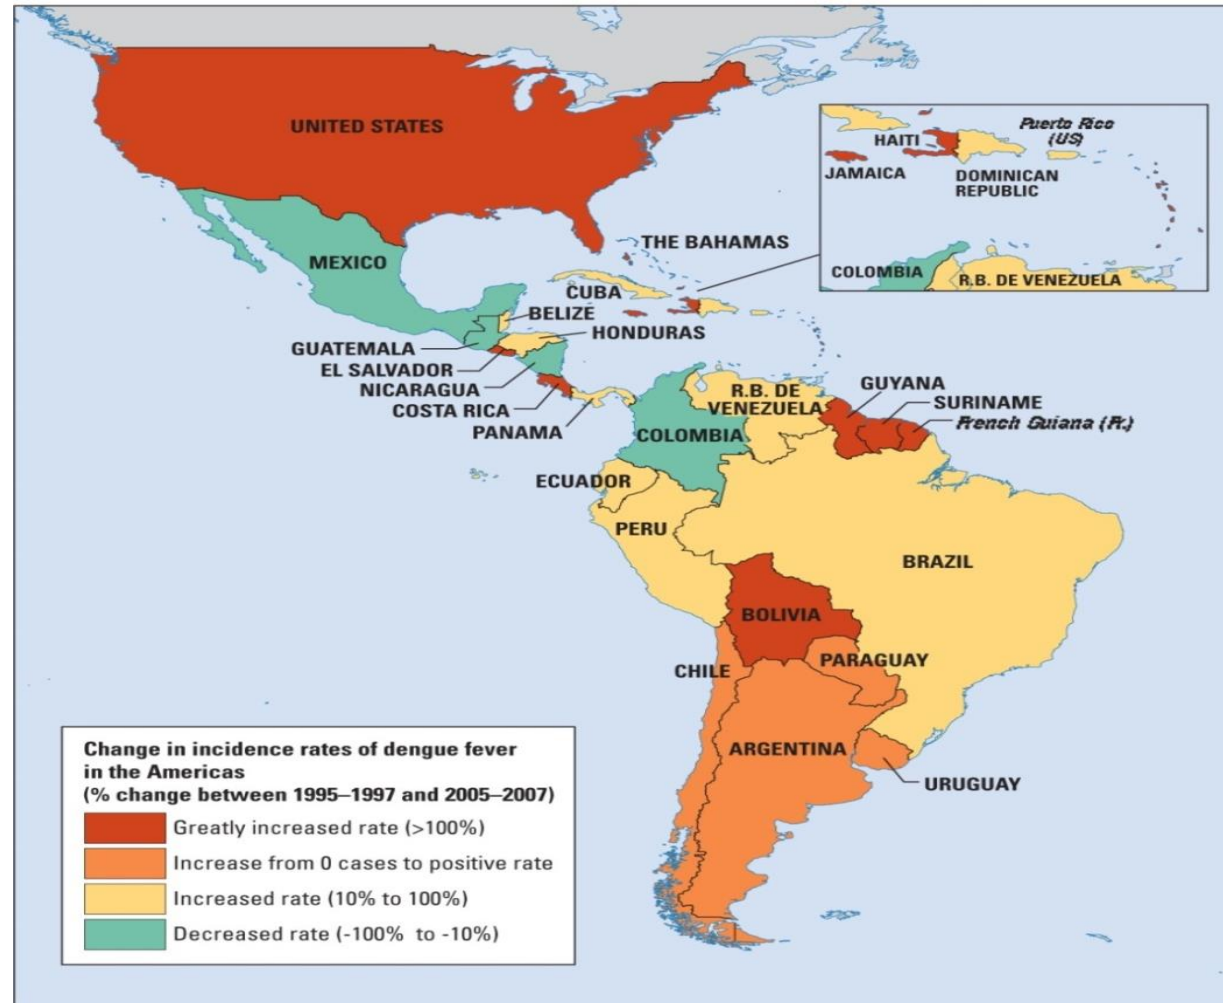 UNITED STATES
MEXICO
THE BAHAMAS
CUBA
BELIZE
HONDURAS
GUATEMALA
EL SALVADOR
NICARAGUA
COSTA RICA
PANAMA
HAITI
JAMAICA
Puerto Rico
(US)
DOMINICAN
REPUBLIC
COLOMBIA
R.B. DE VENEZUELA
R.B. DE
VENEZUELA
GUYANA
SURINAME
French Guiana (Fr.)
COLOMBIA
ECUADOR
PERU
BRAZIL
BOLIVIA
PARAGUAY
CHILE
ARGENTINA
URUGUAY
Change in incidence rates of dengue fever
in the Americas
(% change between 1995–1997 and 2005–2007)
Greatly increased rate (>100%)
Increase from 0 cases to positive rate
Increased rate (10% to 100%)
Decreased rate (-100% to -10%)